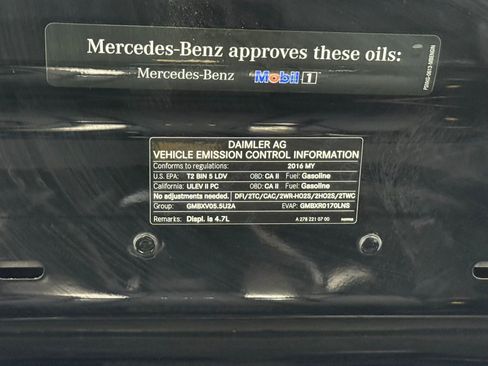 Mercedes-Benz approves these oils:
Mercedes-Benz Mobil 1
DAIMLER AG
VEHICLE EMISSION CONTROL INFORMATION
Conforms to regulations: 2016 MY
U.S. EPA: T2 BIN 5 LDV OBD: CA II Fuel: Gasoline
California: ULEV II PC OBD: CA II Fuel: Gasoline
No adjustments needed. DFI/2TC/CAC/2WR-HO2S/2HO2S/2TWC
Group: GMBXV05.5U2A EVAP: GMBXR0170LNS
Remarks: Displ. is 4.7L A 278 221 07 00